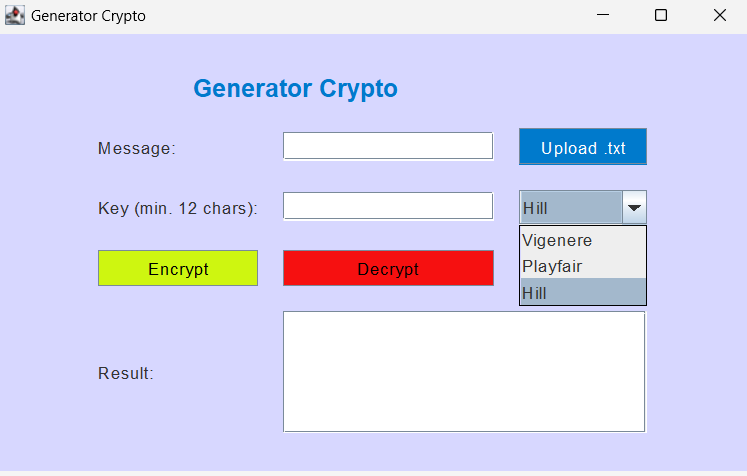 Generator Crypto
Generator Crypto
Message:
Upload .txt
Key (min. 12 chars):
Hill
Vigenere
Playfair
Hill
Encrypt
Decrypt
Result: